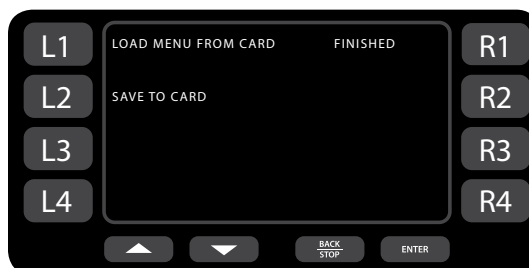 L1
LOAD MENU FROM CARD FINISHED
R1
L2
SAVE TO CARD
R2
L3
R3
L4
R4
BACK
STOP
ENTER